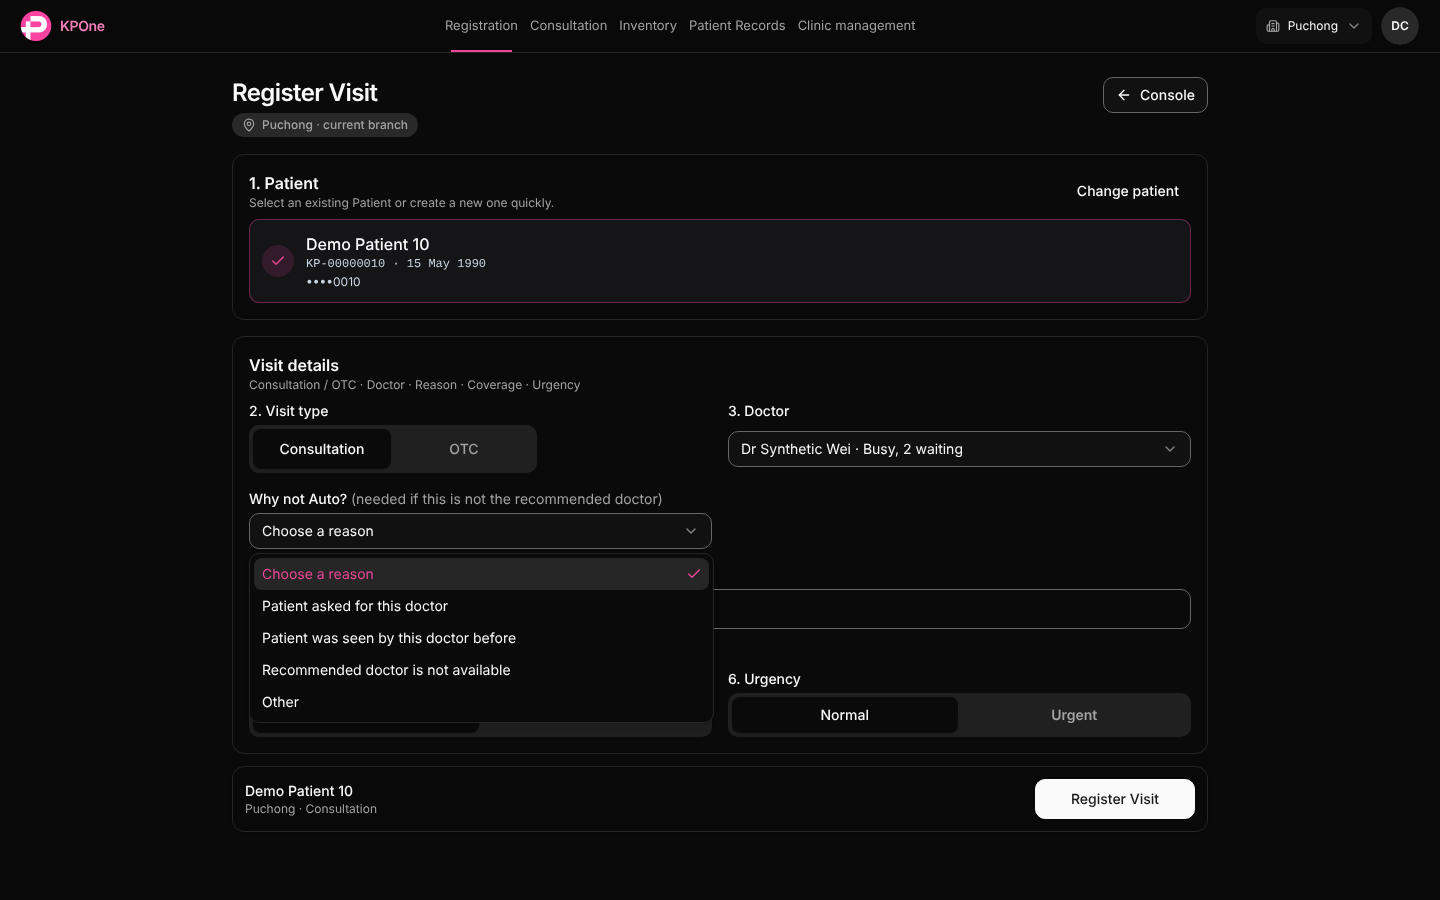 KPOne
Registration
Consultation
Inventory
Patient Records
Clinic management
Puchong
DC
Register Visit
Puchong · current branch
Console
1. Patient
Select an existing Patient or create a new one quickly.
Change patient
Demo Patient 10
KP-00000010 · 15 May 1990
••••0010
Visit details
Consultation / OTC · Doctor · Reason · Coverage · Urgency
2. Visit type
Consultation
OTC
3. Doctor
Dr Synthetic Wei · Busy, 2 waiting
Why not Auto? (needed if this is not the recommended doctor)
Choose a reason
Choose a reason
Patient asked for this doctor
Patient was seen by this doctor before
Recommended doctor is not available
Other
6. Urgency
Normal
Urgent
Demo Patient 10
Puchong · Consultation
Register Visit